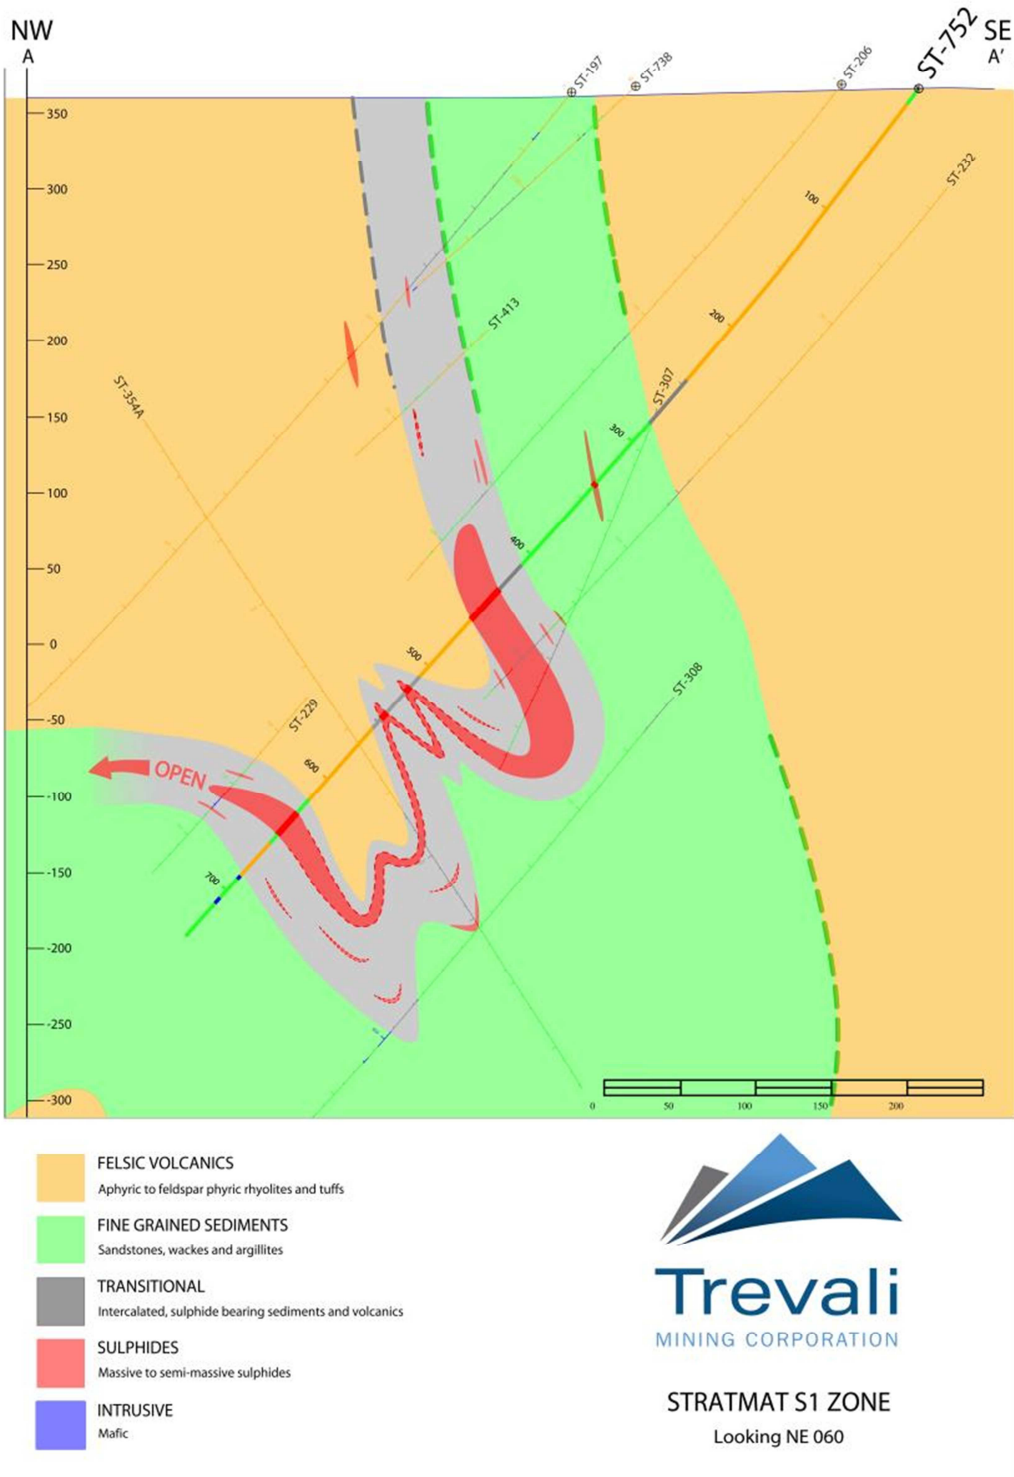 NW
SE
A
A'
ST-197
ST-738
ST-206
ST-752
ST-232
350
300
250
200
150
100
50
0
-50
-100
-150
-200
-250
-300
100
200
300
400
500
600
700
ST-413
ST-307
ST-354A
ST-308
ST-229
OPEN
0 50 100 150 200
FELSIC VOLCANICS
Aphyric to feldspar phyric rhyolites and tuffs
FINE GRAINED SEDIMENTS
Sandstones, wackes and argillites
TRANSITIONAL
Intercalated, sulphide bearing sediments and volcanics
SULPHIDES
Massive to semi-massive sulphides
INTRUSIVE
Mafic
Trevali
MINING CORPORATION
STRATMAT S1 ZONE
Looking NE 060